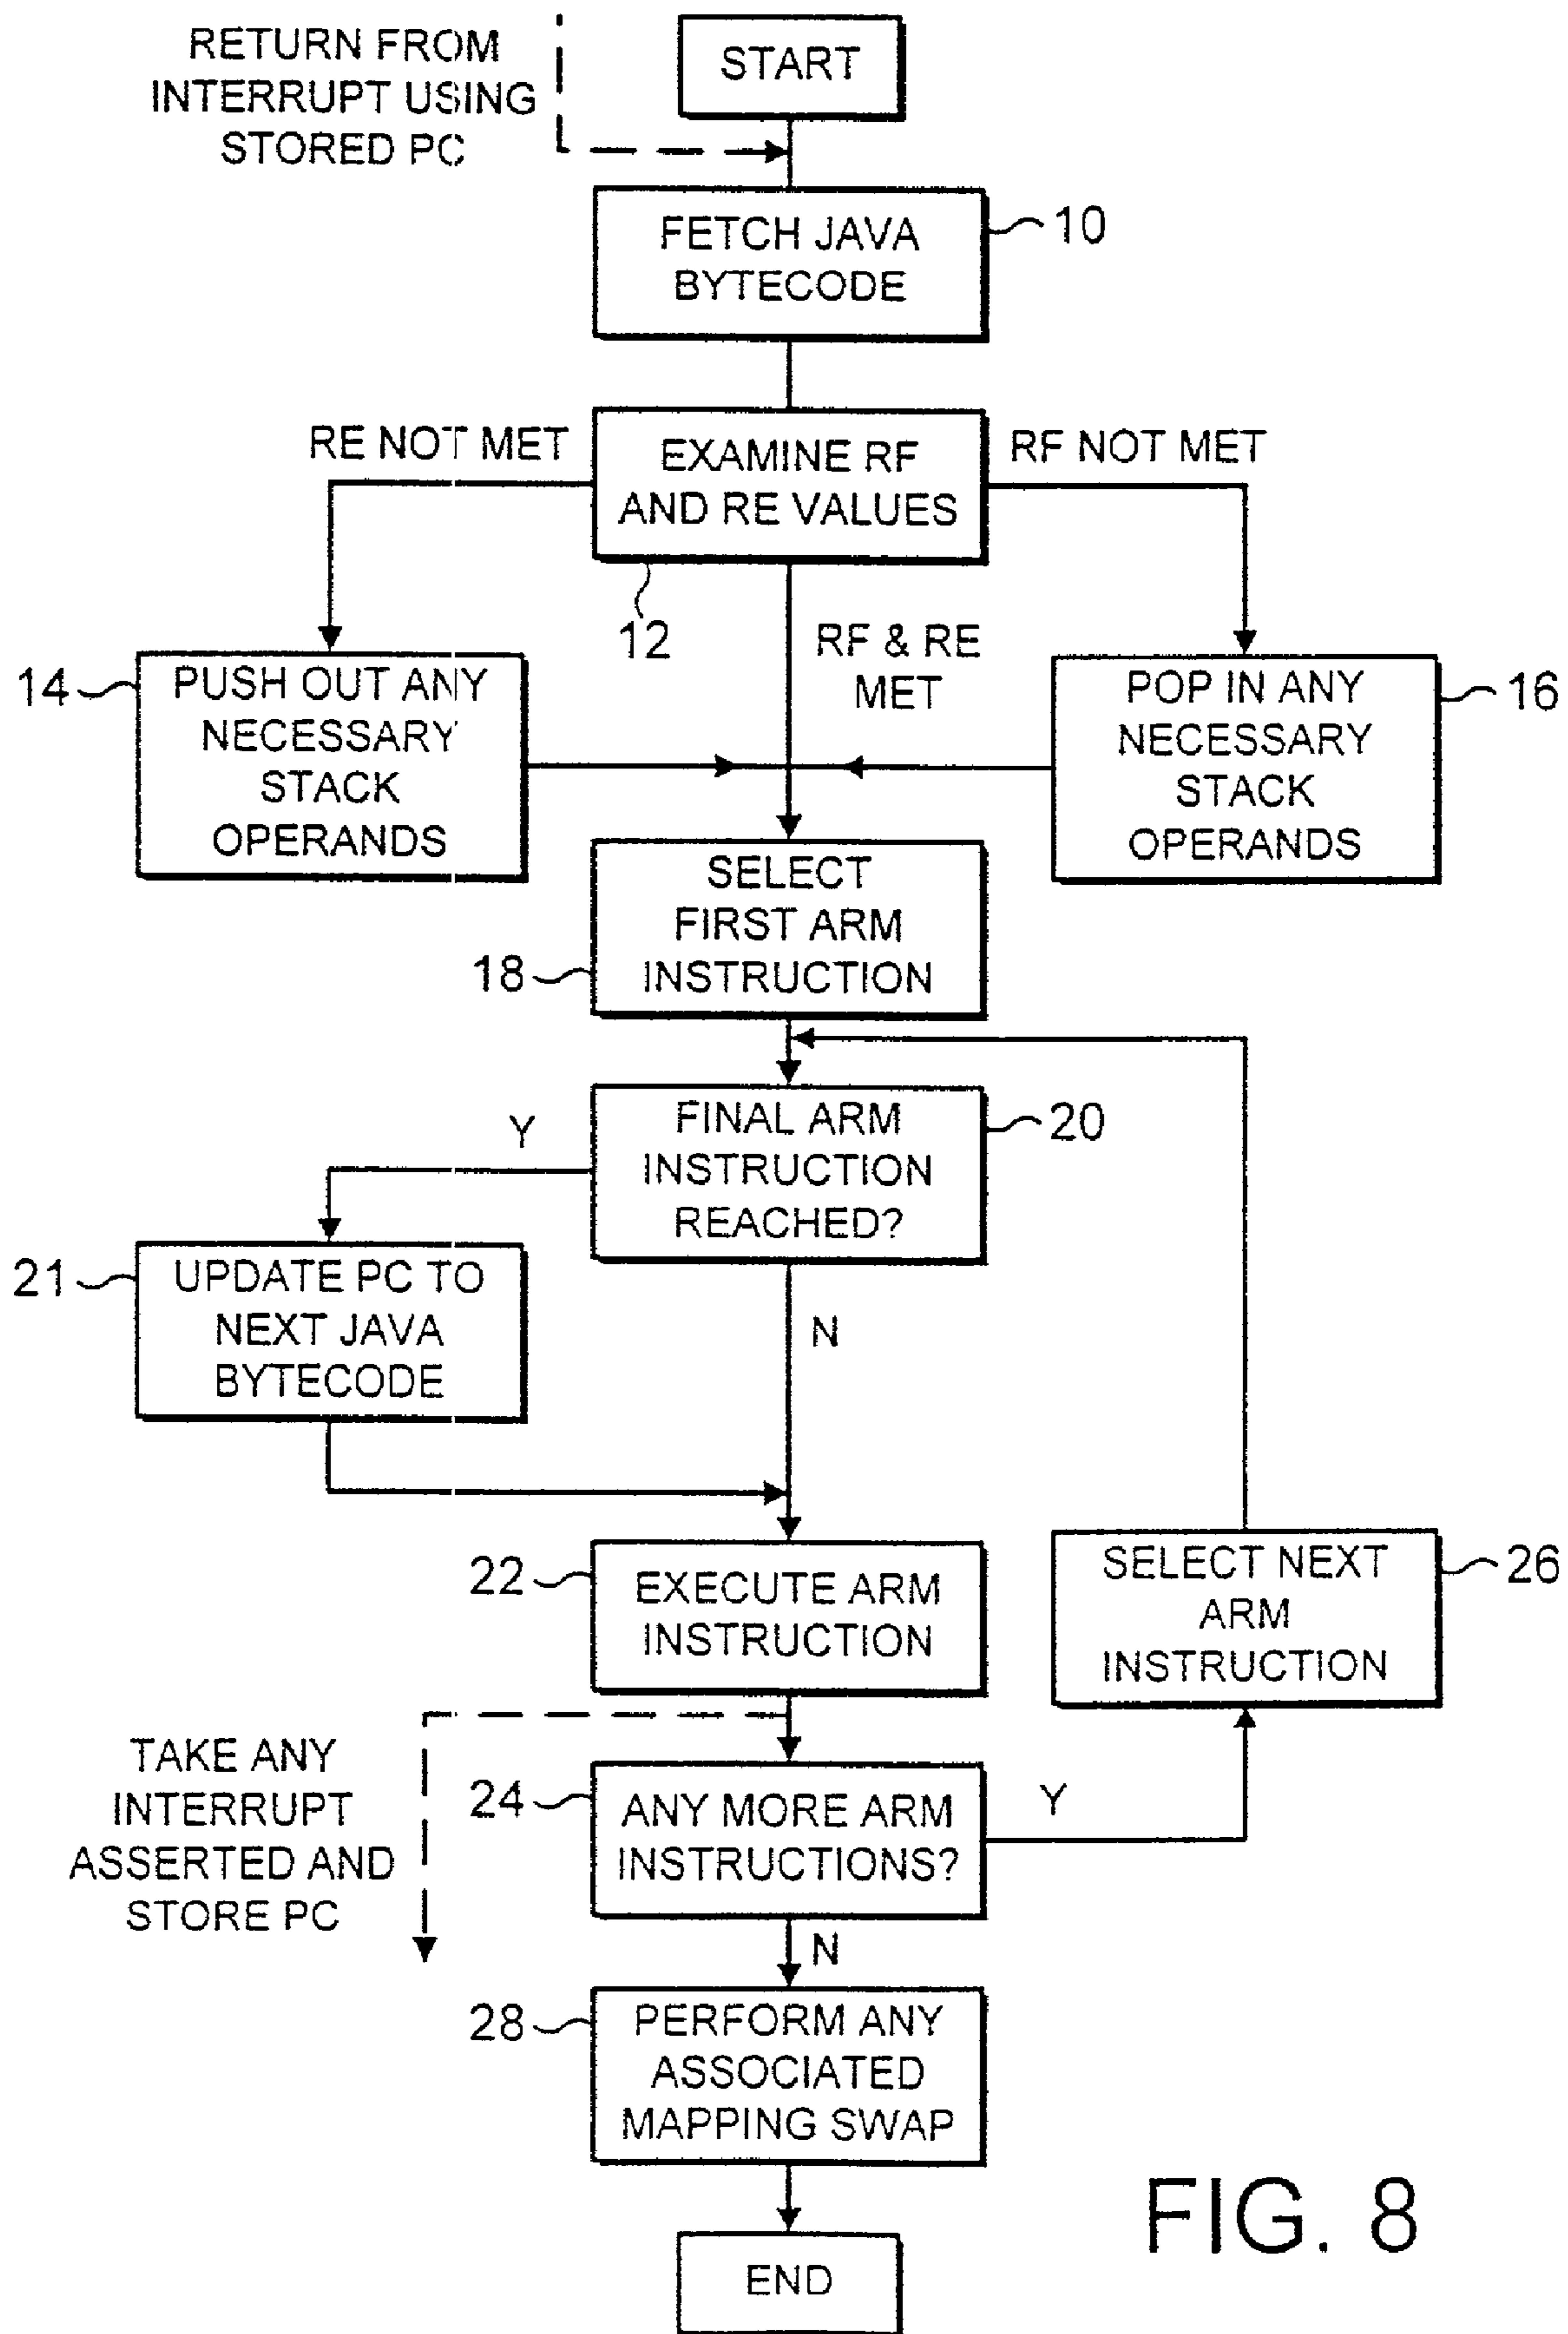 RETURN FROM
INTERRUPT USING
STORED PC
START
FETCH JAVA
BYTECODE
10
RE NOT MET
EXAMINE RF
AND RE VALUES
RF NOT MET
12
RF & RE
MET
14
PUSH OUT ANY
NECESSARY
STACK
OPERANDS
POP IN ANY
NECESSARY
STACK
OPERANDS
16
SELECT
FIRST ARM
INSTRUCTION
18
FINAL ARM
INSTRUCTION
REACHED?
20
Y
21
UPDATE PC TO
NEXT JAVA
BYTECODE
N
22
EXECUTE ARM
INSTRUCTION
SELECT NEXT
ARM
INSTRUCTION
26
TAKE ANY
INTERRUPT
ASSERTED AND
STORE PC
24
ANY MORE ARM
INSTRUCTIONS?
Y
N
28
PERFORM ANY
ASSOCIATED
MAPPING SWAP
END
FIG. 8